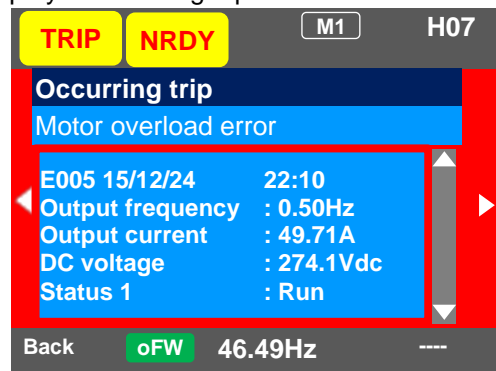 TRIP NRDY M1 H07
Occurring trip
Motor overload error
E005 15/12/24 22:10
Output frequency : 0.50Hz
Output current : 49.71A
DC voltage : 274.1Vdc
Status 1 : Run
Back oFW 46.49Hz ----